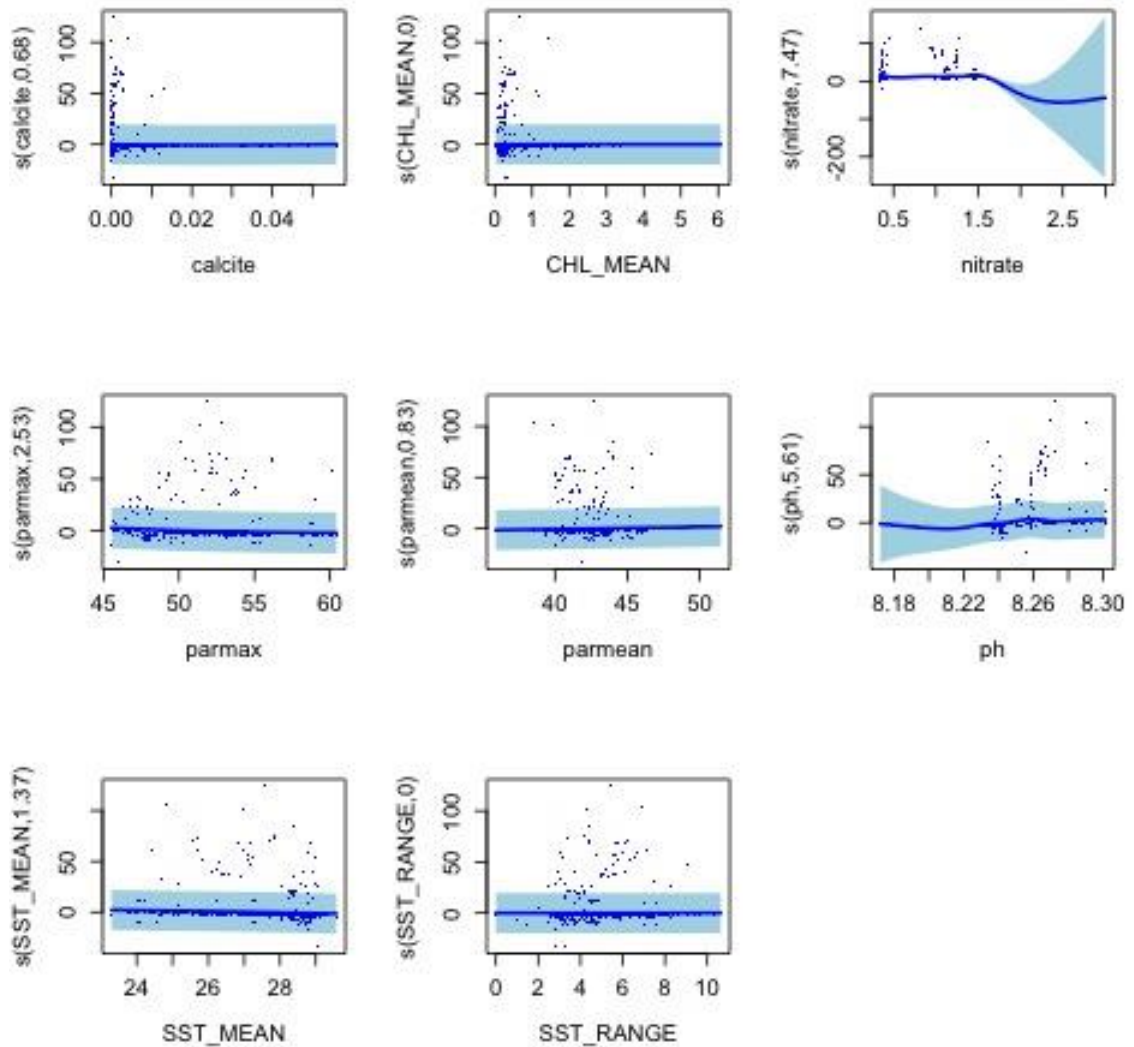 s(calcite,0.68)
0 50 100
0.00 0.02 0.04
calcite
s(CHL_MEAN,0)
0 50 100
0 1 2 3 4 5 6
CHL_MEAN
s(nitrate,7.47)
-200 0
0.5 1.5 2.5
nitrate
s(parmax,2.53)
0 50 100
45 50 55 60
parmax
s(parmean,0.83)
0 50 100
40 45 50
parmean
s(ph,5.61)
0 50
8.18 8.22 8.26 8.30
ph
s(SST_MEAN,1.37)
0 50
24 26 28
SST_MEAN
s(SST_RANGE,0)
0 50 100
0 2 4 6 8 10
SST_RANGE